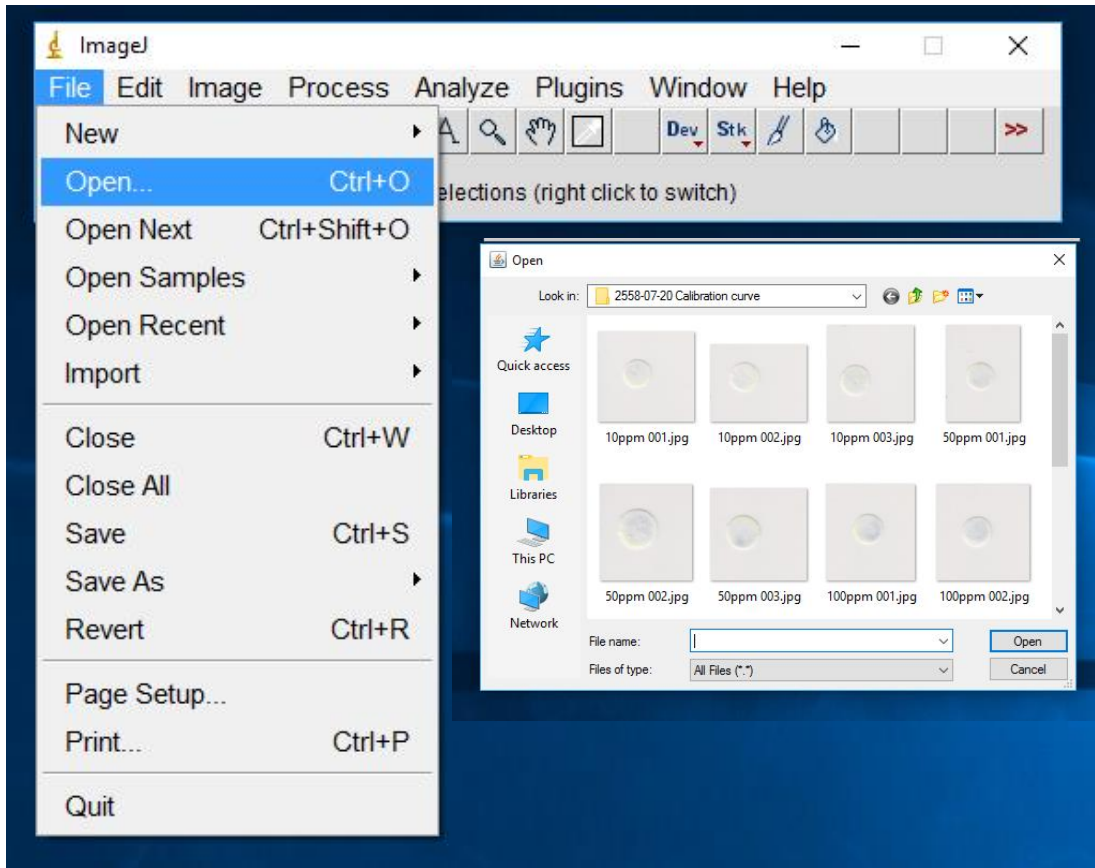 ImageJ
File Edit Image Process Analyze Plugins Window Help
Dev Stk >>
elections (right click to switch)
New
Open... Ctrl+O
Open Next Ctrl+Shift+O
Open Samples
Open Recent
Import
Close Ctrl+W
Close All
Save Ctrl+S
Save As
Revert Ctrl+R
Page Setup...
Print... Ctrl+P
Quit
Open
Look in: 2558-07-20 Calibration curve
Quick access
Desktop
Libraries
This PC
Network
10ppm 001.jpg 10ppm 002.jpg 10ppm 003.jpg 50ppm 001.jpg
50ppm 002.jpg 50ppm 003.jpg 100ppm 001.jpg 100ppm 002.jpg
File name: Open
Files of type: All Files (*.*) Cancel